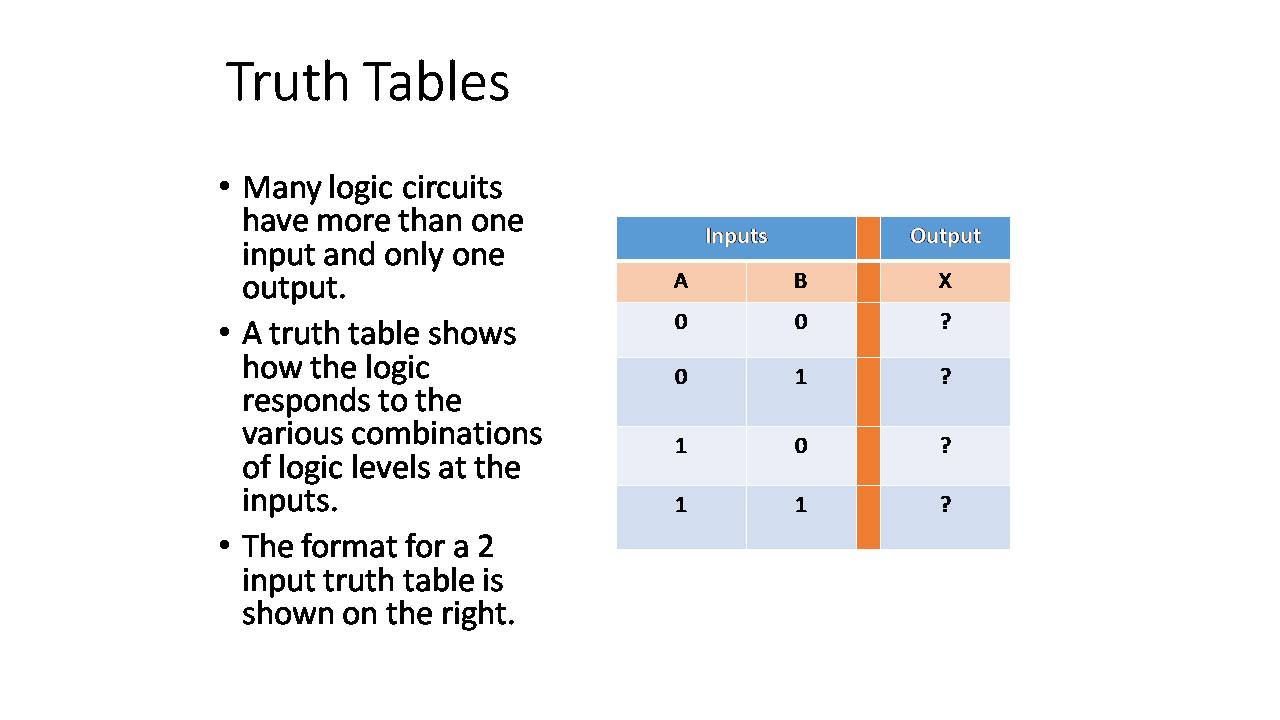 Truth Tables
• Many logic circuits
have more than one
input and only one
output.
• A truth table shows
how the logic
responds to the
various combinations
of logic levels at the
inputs.
• The format for a 2
input truth table is
shown on the right.
Inputs Output
A B X
0 0 ?
0 1 ?
1 0 ?
1 1 ?